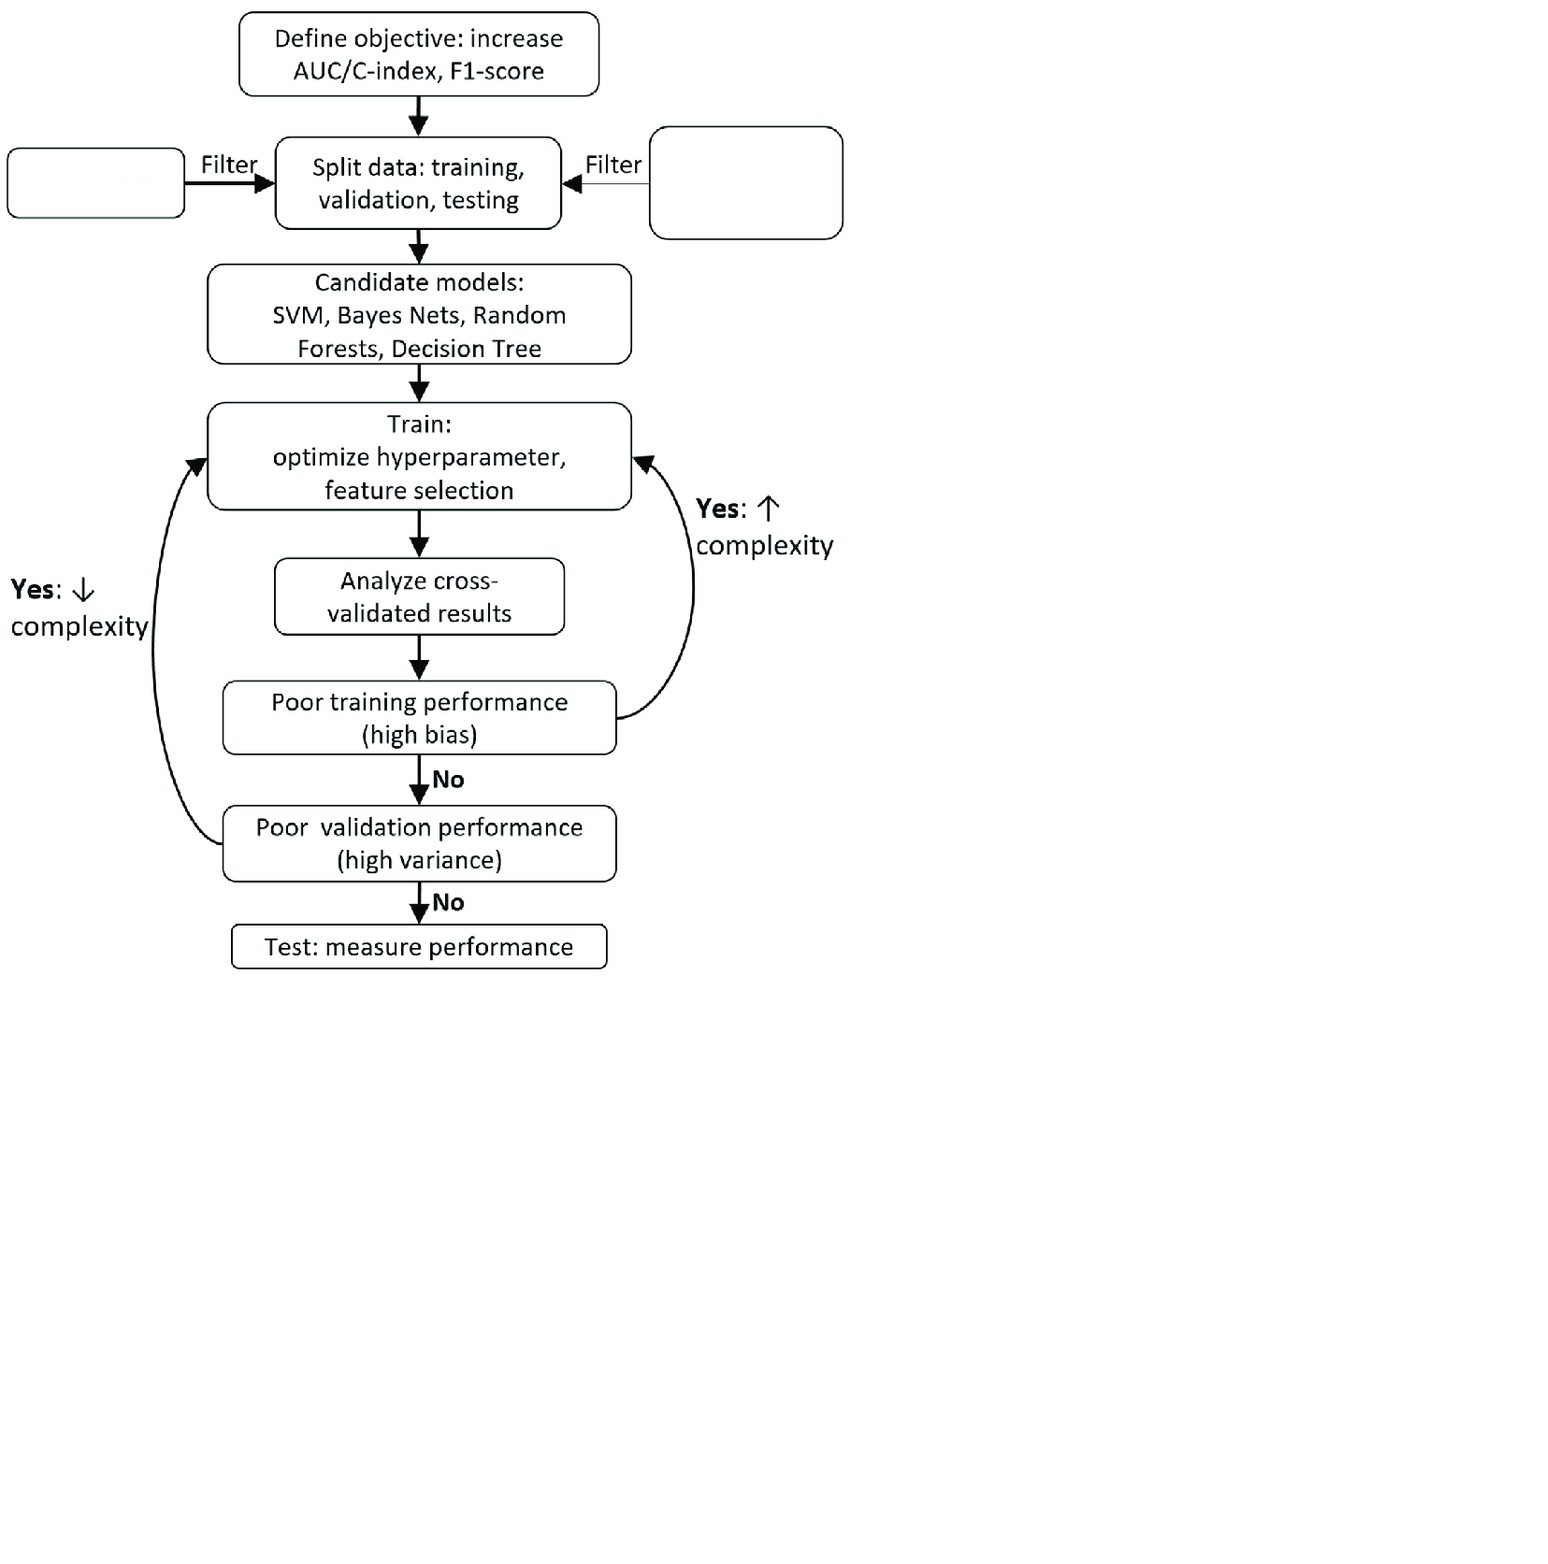 Define objective: increase
AUC/C-index, F1-score
Filter
Split data: training,
validation, testing
Filter
Candidate models:
SVM, Bayes Nets, Random
Forests, Decision Tree
Train:
optimize hyperparameter,
feature selection
Yes: ↑
complexity
Yes: ↓
complexity
Analyze cross-
validated results
Poor training performance
(high bias)
No
Poor  validation performance
(high variance)
No
Test: measure performance